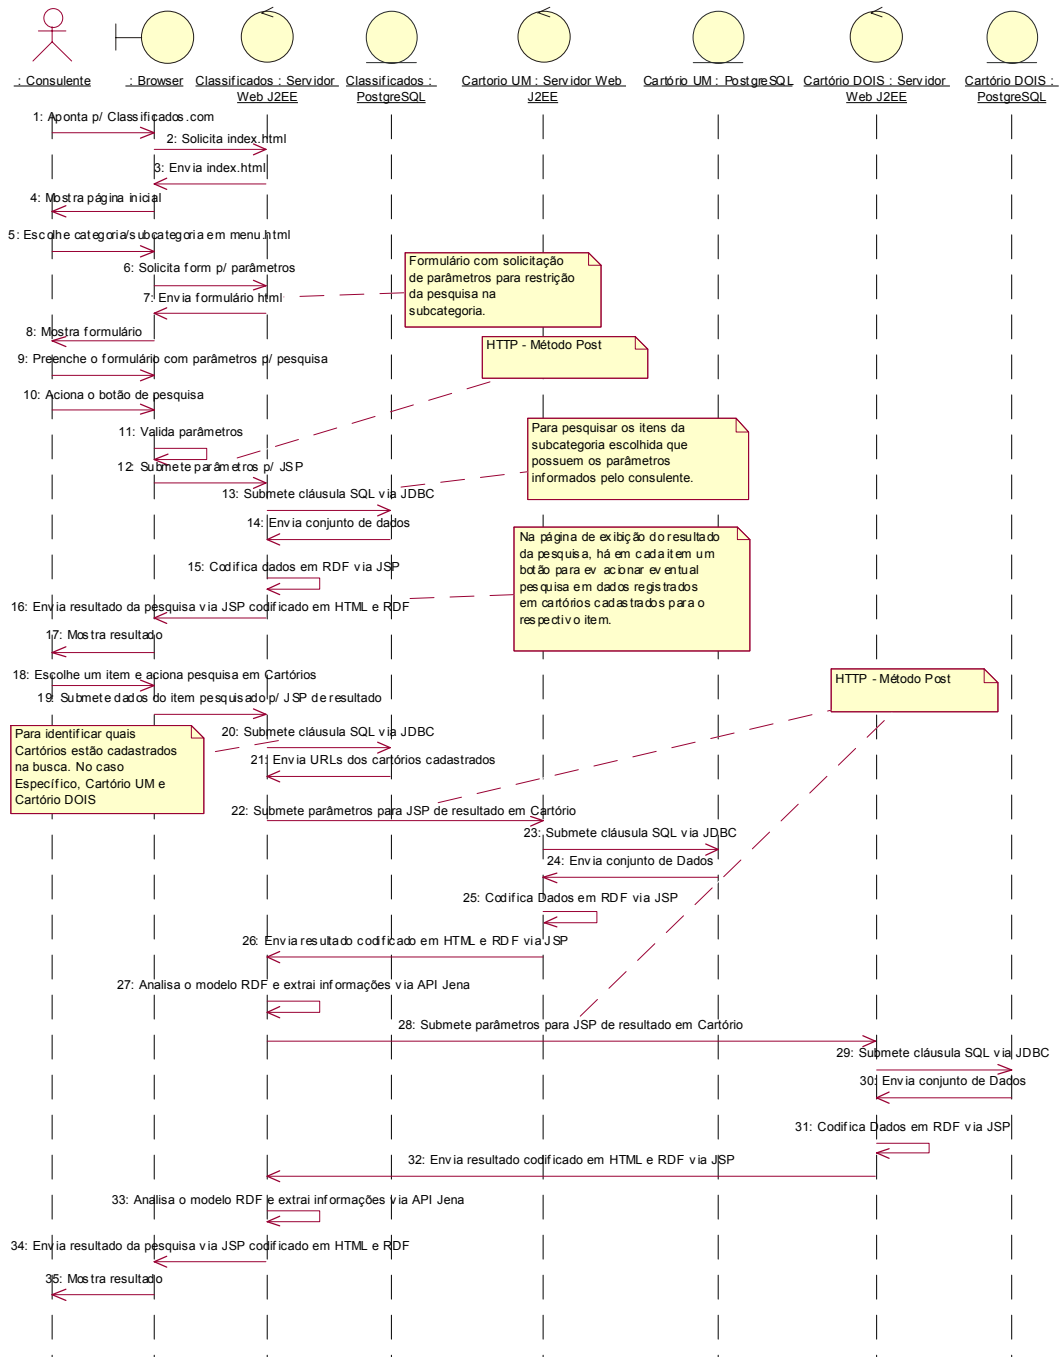 : Consulente
: Browser
Classificados : Servidor
Web J2EE
Classificados :
PostgreSQL
Cartorio UM : Servidor Web
J2EE
Cartório UM : PostgreSQL
Cartório DOIS : Servidor
Web J2EE
Cartório DOIS :
PostgreSQL
1: Aponta p/ Classificados.com
2: Solicita index.html
3: Envia index.html
4: Mostra página inicial
5: Escolhe categoria/subcategoria em menu.html
6: Solicita form p/ parâmetros
Formulário com solicitação
de parâmetros para restrição
da pesquisa na
subcategoria.
7: Envia formulário html
8: Mostra formulário
HTTP - Método Post
9: Preenche o formulário com parâmetros p/ pesquisa
10: Aciona o botão de pesquisa
11: Valida parâmetros
Para pesquisar os itens da
subcategoria escolhida que
possuem os parâmetros
informados pelo consulente.
12: Submete parâmetros p/ JSP
13: Submete cláusula SQL via JDBC
14: Envia conjunto de dados
Na página de exibição do resultado
da pesquisa, há em cada item um
botão para ev acionar eventual
pesquisa em dados registrados
em cartórios cadastrados para o
respectivo item.
15: Codifica dados em RDF via JSP
16: Envia resultado da pesquisa via JSP codificado em HTML e RDF
17: Mostra resultado
18: Escolhe um item e aciona pesquisa em Cartórios
HTTP - Método Post
19: Submete dados do item pesquisado p/ JSP de resultado
Para identificar quais
Cartórios estão cadastrados
na busca. No caso
Específico, Cartório UM e
Cartório DOIS
20: Submete cláusula SQL via JDBC
21: Envia URLs dos cartórios cadastrados
22: Submete parâmetros para JSP de resultado em Cartório
23: Submete cláusula SQL via JDBC
24: Envia conjunto de Dados
25: Codifica Dados em RDF via JSP
26: Envia resultado codificado em HTML e RDF via JSP
27: Analisa o modelo RDF e extrai informações via API Jena
28: Submete parâmetros para JSP de resultado em Cartório
29: Submete cláusula SQL via JDBC
30: Envia conjunto de Dados
31: Codifica Dados em RDF via JSP
32: Envia resultado codificado em HTML e RDF via JSP
33: Analisa o modelo RDF e extrai informações via API Jena
34: Envia resultado da pesquisa via JSP codificado em HTML e RDF
35: Mostra resultado